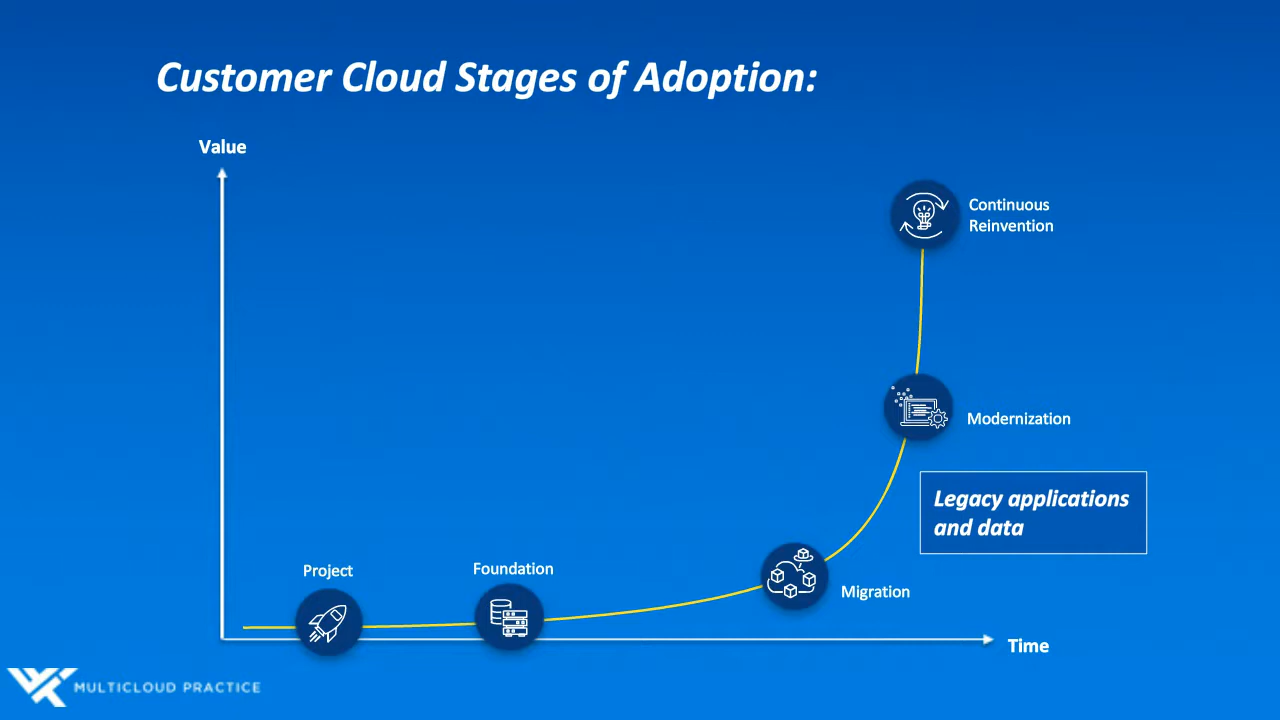 Customer Cloud Stages of Adoption:
Value
Continuous
Reinvention
Modernization
Legacy applications
and data
Project
Foundation
Migration
Time
MULTICLOUD PRACTICE